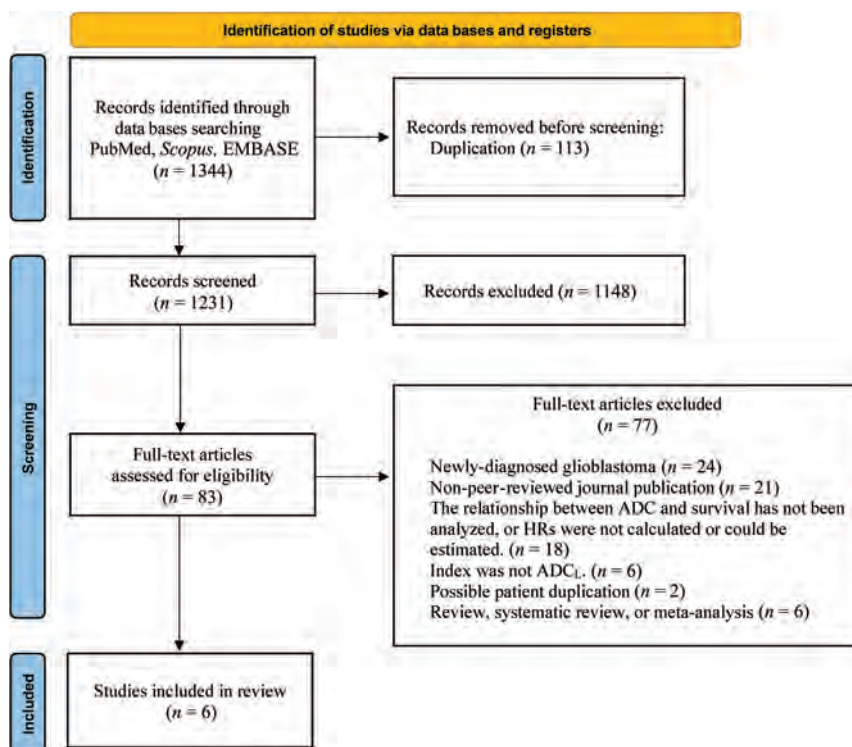 Identification of studies via data bases and registers
Identification
Records identified through
data bases searching
PubMed, Scopus, EMBASE
(n = 1344)
Records removed before screening:
Duplication (n = 113)
Screening
Records screened
(n = 1231)
Records excluded (n = 1148)
Full-text articles
assessed for eligibility
(n = 83)
Full-text articles excluded
(n = 77)
Newly-diagnosed glioblastoma (n = 24)
Non-peer-reviewed journal publication (n = 21)
The relationship between ADC and survival has not been
analyzed, or HRs were not calculated or could be
estimated. (n = 18)
Index was not ADCL. (n = 6)
Possible patient duplication (n = 2)
Review, systematic review, or meta-analysis (n = 6)
Included
Studies included in review
(n = 6)